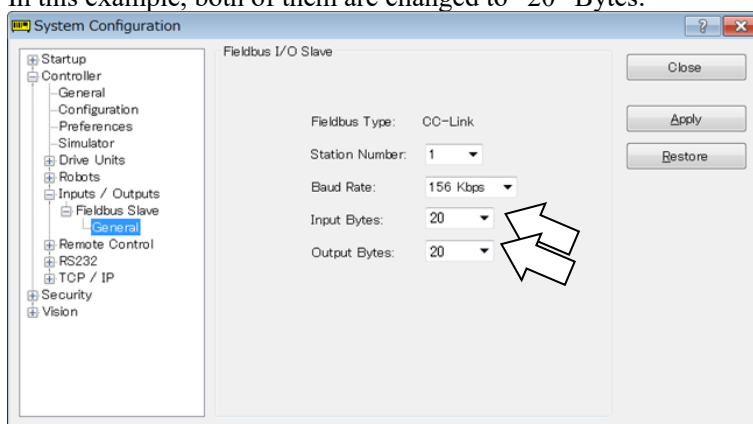 In this example, both of them are changed to "20" Bytes.
System Configuration
Startup
Controller
General
Configuration
Preferences
Simulator
Drive Units
Robots
Inputs / Outputs
Fieldbus Slave
General
Remote Control
RS232
TCP / IP
Security
Vision
Fieldbus I/O Slave
Fieldbus Type: CC-Link
Station Number: 1
Baud Rate: 156 Kbps
Input Bytes: 20
Output Bytes: 20
Close
Apply
Restore